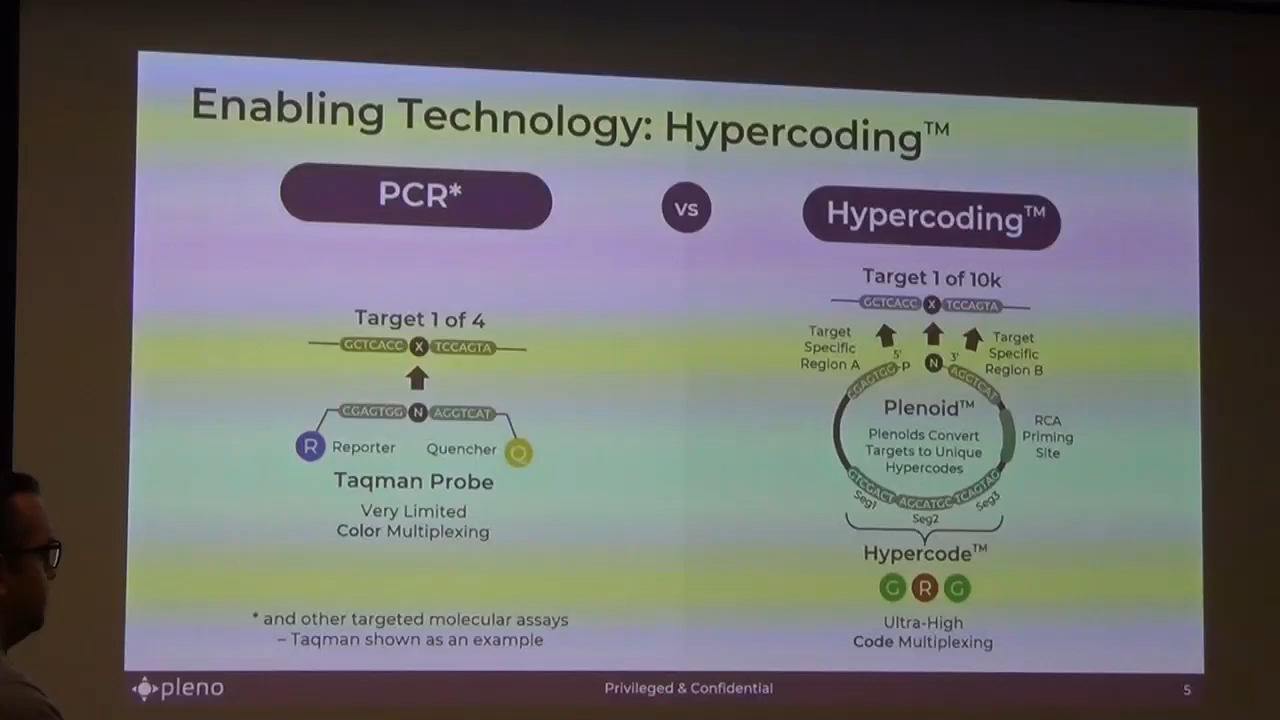 Enabling Technology: Hypercoding™
PCR*
vs
Hypercoding™
Target 1 of 4
GCTCACC X TCCAGTA
CGAGTGG N AGGTCAT
R Reporter
Quencher Q
Taqman Probe
Very Limited
Color Multiplexing
* and other targeted molecular assays
– Taqman shown as an example
Target 1 of 10k
GCTCACC X TCCAGTA
Target
Specific
Region A
Target
Specific
Region B
5'
P
N
3'
CGAGTGG
AGGTCAT
Plenoid™
Plenoids Convert
Targets to Unique
Hypercodes
RCA
Priming
Site
GTCGACT
AGCATGC
TCAGTAG
Seg1
Seg2
Seg3
Hypercode™
G R G
Ultra-High
Code Multiplexing
pleno
Privileged & Confidential
5